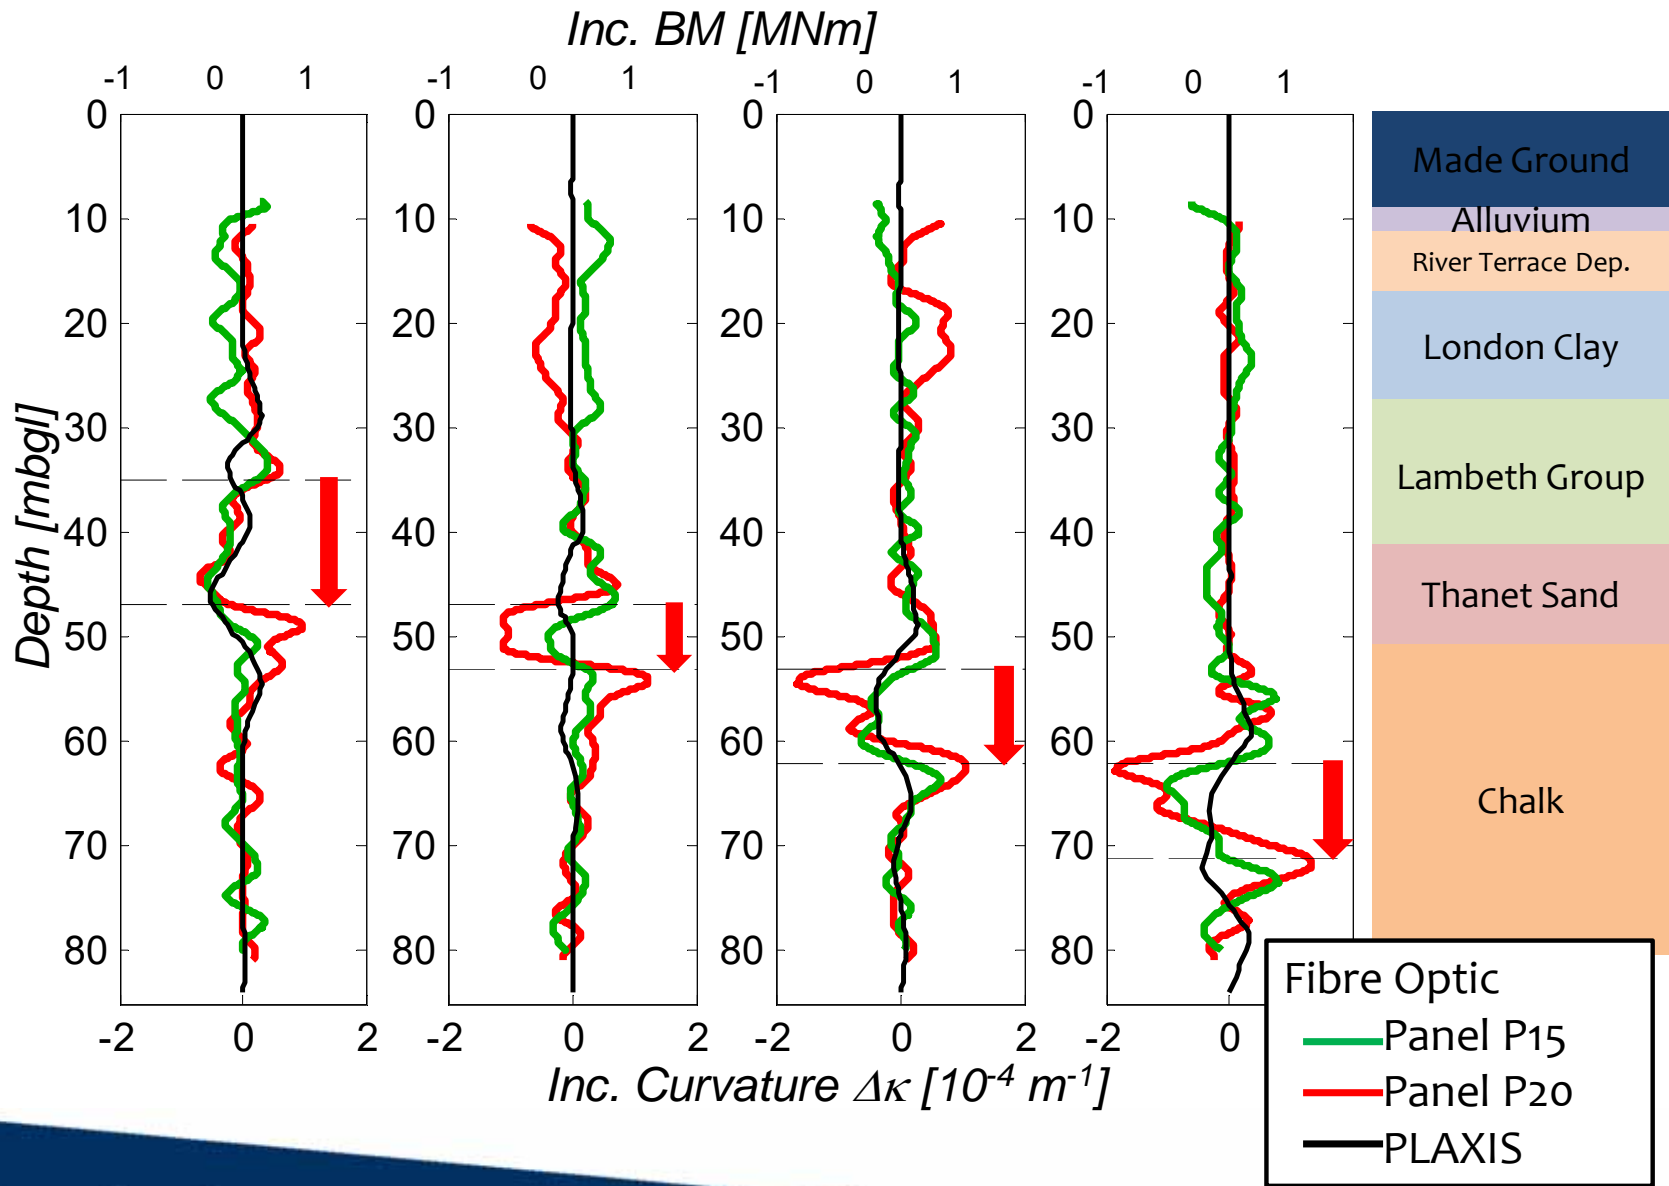 Inc. BM [MNm]
-1 0 1 -1 0 1 -1 0 1 -1 0 1
0 0 0 0
Made Ground
10 10 10 10
Alluvium
River Terrace Dep.
20 20 20 20
London Clay
30 30 30 30
Lambeth Group
40 40 40 40
Thanet Sand
50 50 50 50
60 60 60 60
Chalk
70 70 70 70
80 80 80 80
Depth [mbgl]
-2 0 2 -2 0 2 -2 0 2 -2 0
Inc. Curvature Δκ [10⁻⁴ m⁻¹]
Fibre Optic
Panel P15
Panel P20
PLAXIS